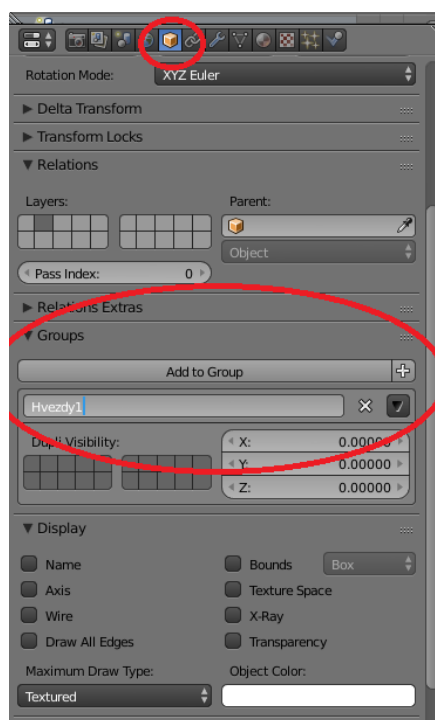 Rotation Mode: XYZ Euler
Delta Transform
Transform Locks
Relations
Layers: Parent:
Object
Pass Index: 0
Relations Extras
Groups
Add to Group
Hvezdy1
Dupli Visibility: X: 0.00000
Y: 0.00000
Z: 0.00000
Display
Name Bounds Box
Axis Texture Space
Wire X-Ray
Draw All Edges Transparency
Maximum Draw Type: Object Color:
Textured